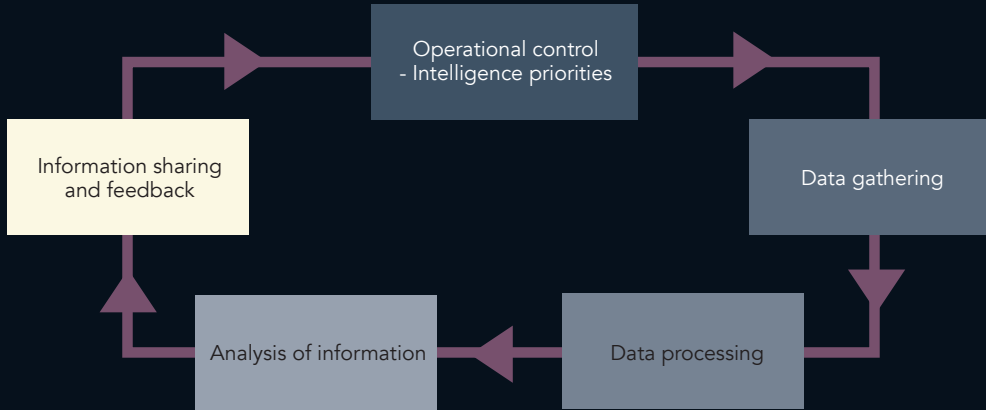 Operational control
- Intelligence priorities
Information sharing
and feedback
Data gathering
Analysis of information
Data processing